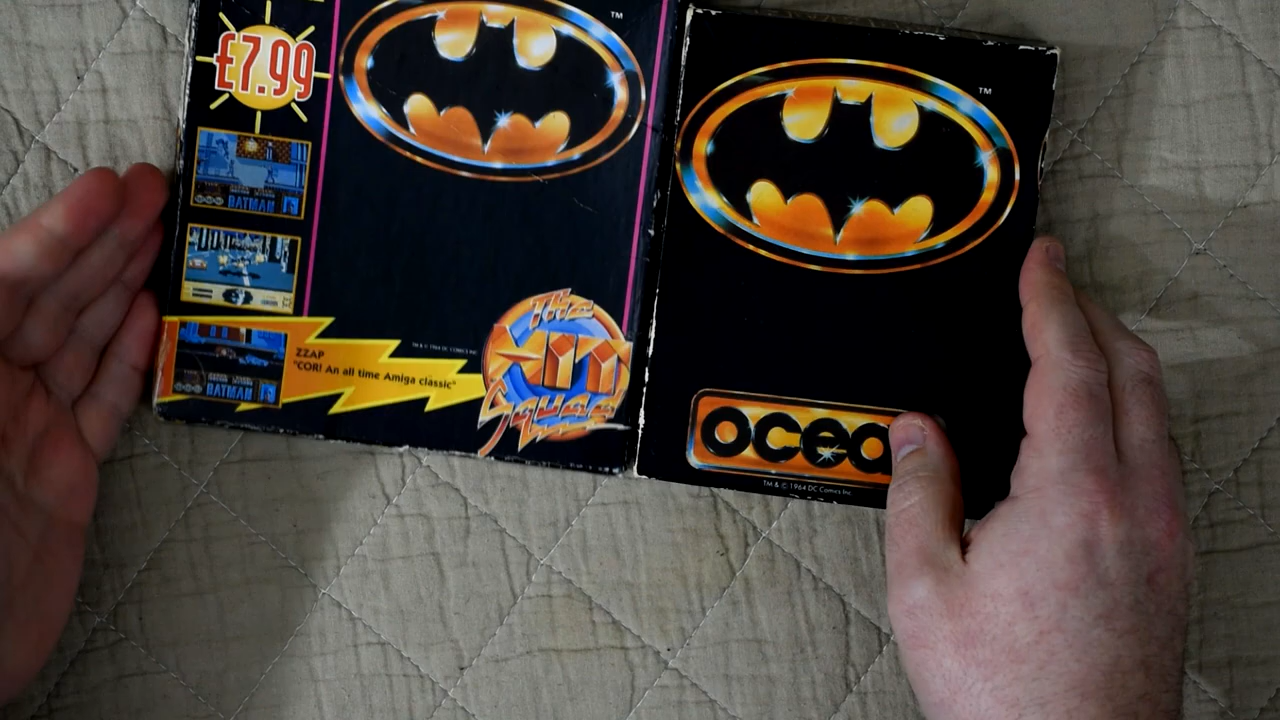 £7.99
TM
BATMAN
BATMAN
ZZAP
"COR! An all time Amiga classic"
TM & © 1964 DC COMICS INC
The
HIT
Squad
TM
ocea
TM & © 1964 DC Comics Inc.